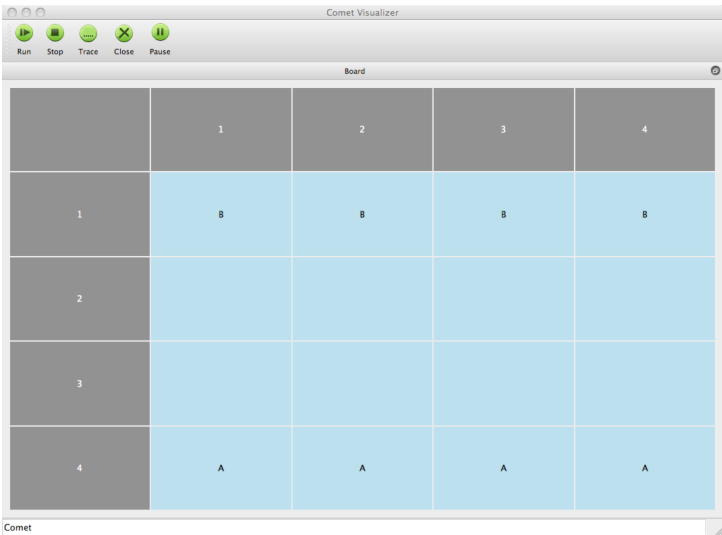 Comet Visualizer
Run Stop Trace Close Pause
Board
1 2 3 4
1 B B B B
2
3
4 A A A A
Comet